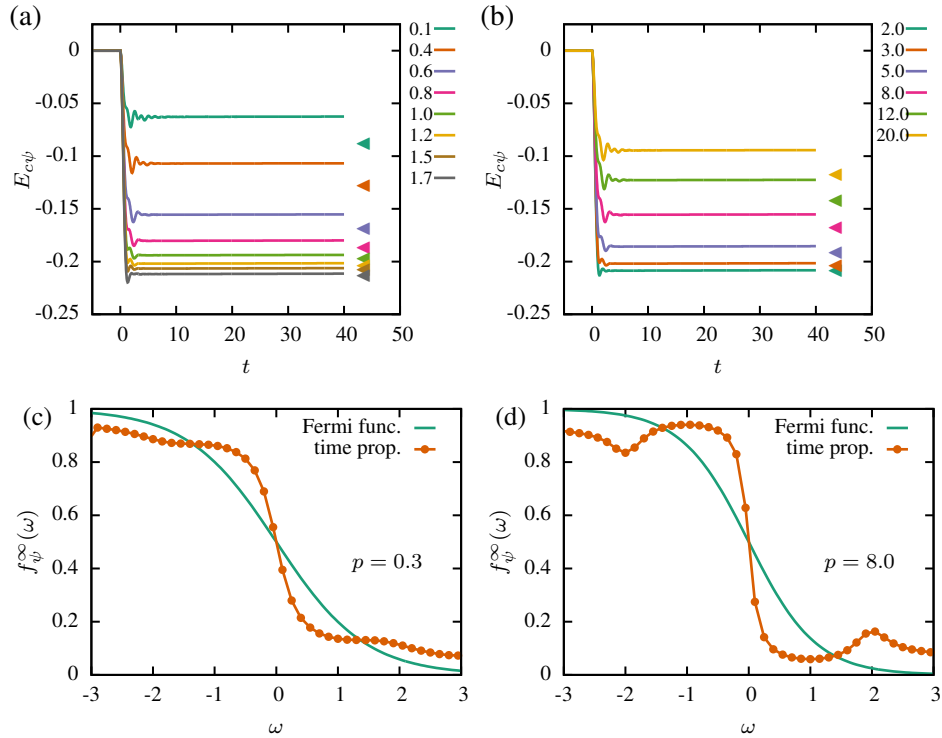 (a)
0
-0.05
-0.1
-0.15
-0.2
-0.25
E_{cψ}
0 10 20 30 40 50
t
0.1
0.4
0.6
0.8
1.0
1.2
1.5
1.7
(b)
0
-0.05
-0.1
-0.15
-0.2
-0.25
E_{cψ}
0 10 20 30 40 50
t
2.0
3.0
5.0
8.0
12.0
20.0
(c)
1
0.8
0.6
0.4
0.2
0
f_ψ^∞(ω)
-3 -2 -1 0 1 2 3
ω
Fermi func.
time prop.
p = 0.3
(d)
1
0.8
0.6
0.4
0.2
0
f_ψ^∞(ω)
-3 -2 -1 0 1 2 3
ω
Fermi func.
time prop.
p = 8.0